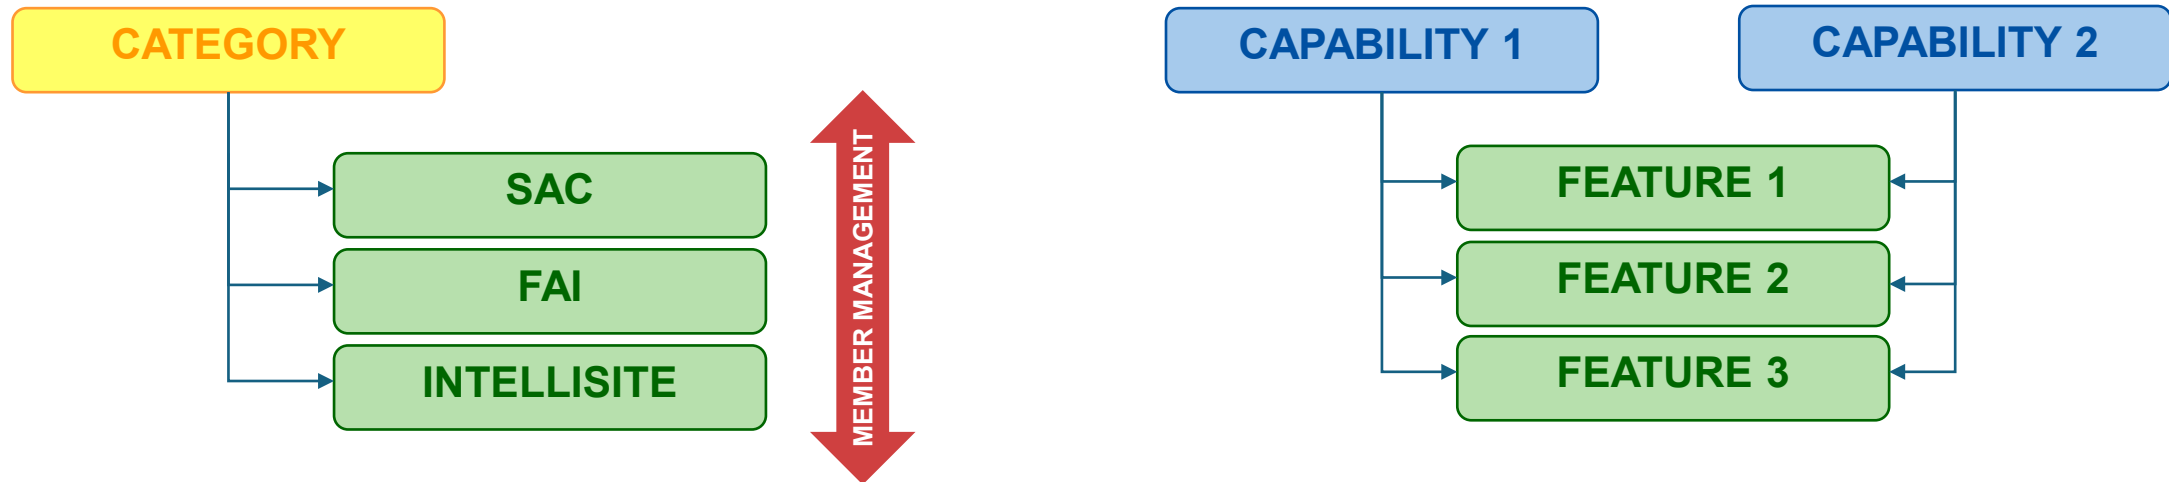 CATEGORY
SAC
FAI
INTELLISITE
MEMBER MANAGEMENT
CAPABILITY 1
CAPABILITY 2
FEATURE 1
FEATURE 2
FEATURE 3